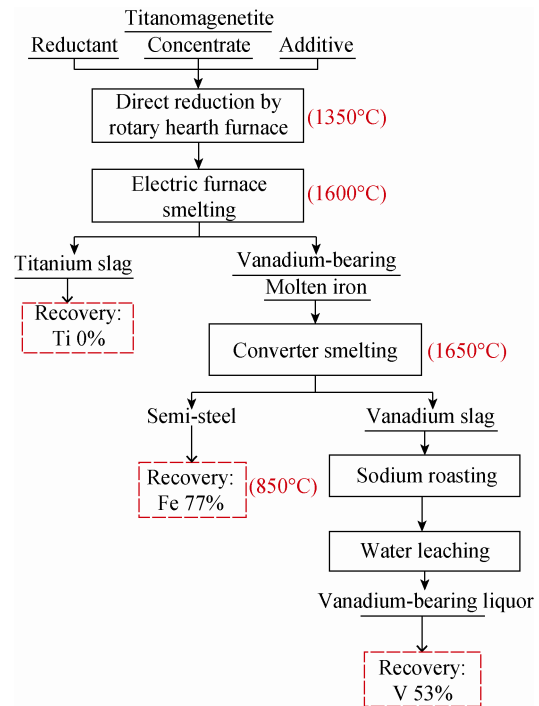 Titanomagenetite
Reductant Concentrate Additive
Direct reduction by
rotary hearth furnace
(1350°C)
Electric furnace
smelting
(1600°C)
Titanium slag
Vanadium-bearing
Molten iron
Recovery:
Ti 0%
Converter smelting
(1650°C)
Semi-steel
Vanadium slag
Recovery:
Fe 77%
(850°C)
Sodium roasting
Water leaching
Vanadium-bearing liquor
Recovery:
V 53%